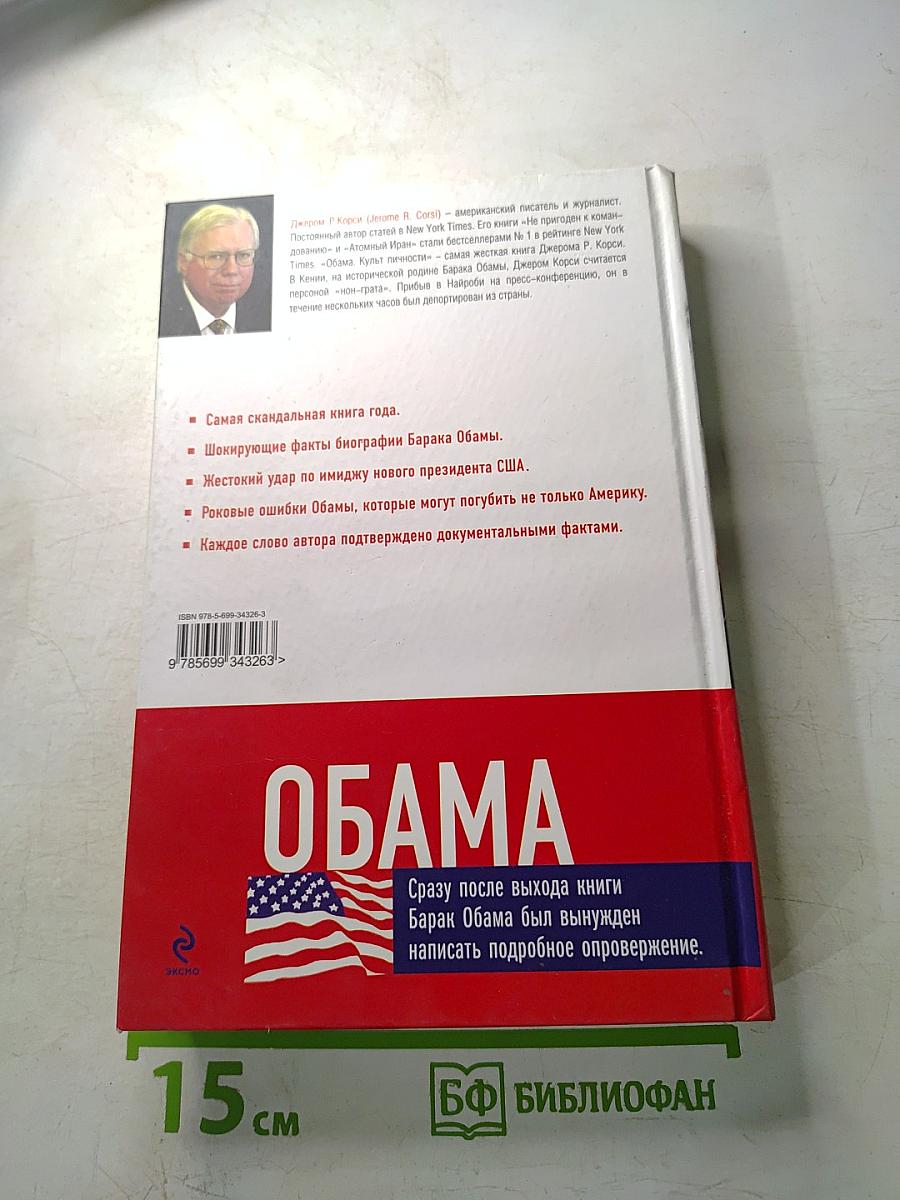 Джером Р.Корси (Jerome R. Corsi) – американский писатель и журналист.
Постоянный автор статей в New York Times. Его книги «Не пригоден к коман-
дованию» и «Атомный Иран» стали бестселлерами № 1 в рейтинге New York
Times. «Обама. Культ личности» – самая жесткая книга Джерома Р. Корси.
В Кении, на исторической родине Барака Обамы, Джером Корси считается
персоной «нон-грата». Прибыв в Найроби на пресс-конференцию, он в
течение нескольких часов был депортирован из страны.
Самая скандальная книга года.
Шокирующие факты биографии Барака Обамы.
Жестокий удар по имиджу нового президента США.
Роковые ошибки Обамы, которые могут погубить не только Америку.
Каждое слово автора подтверждено документальными фактами.
ISBN 978-5-699-34326-3
9 785699 343263 >
ОБАМА
Сразу после выхода книги
Барак Обама был вынужден
написать подробное опровержение.
ЭКСМО
15 см
БФ БИБЛИОФАН